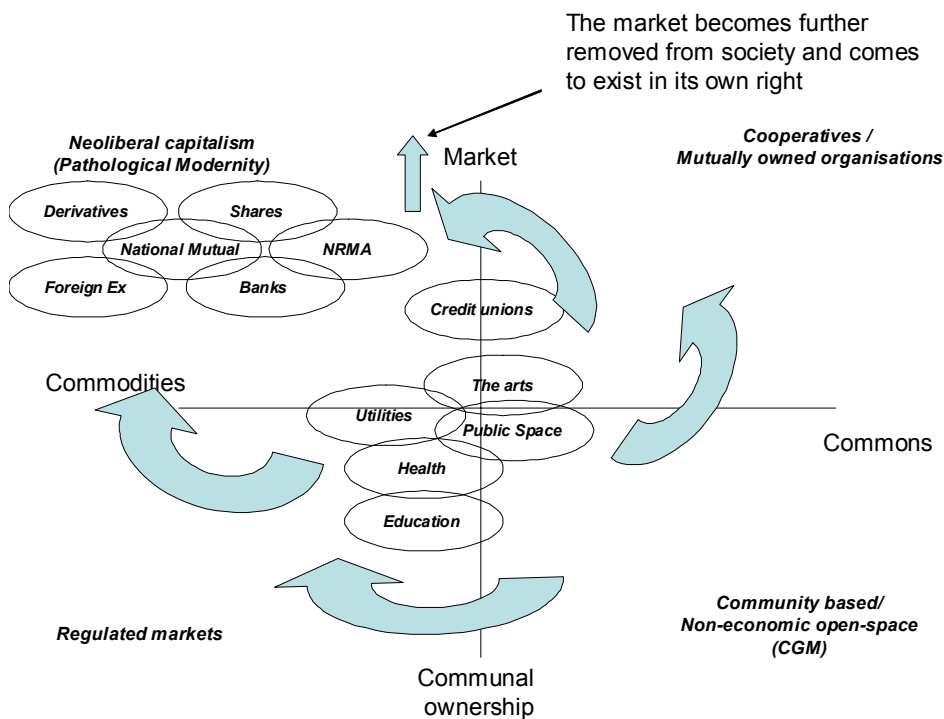 The market becomes further
removed from society and comes
to exist in its own right
Neoliberal capitalism
(Pathological Modernity)
Market
Cooperatives /
Mutually owned organisations
Derivatives
Shares
National Mutual
NRMA
Foreign Ex
Banks
Credit unions
Commodities
The arts
Utilities
Public Space
Commons
Health
Education
Regulated markets
Community based/
Non-economic open-space
(CGM)
Communal
ownership